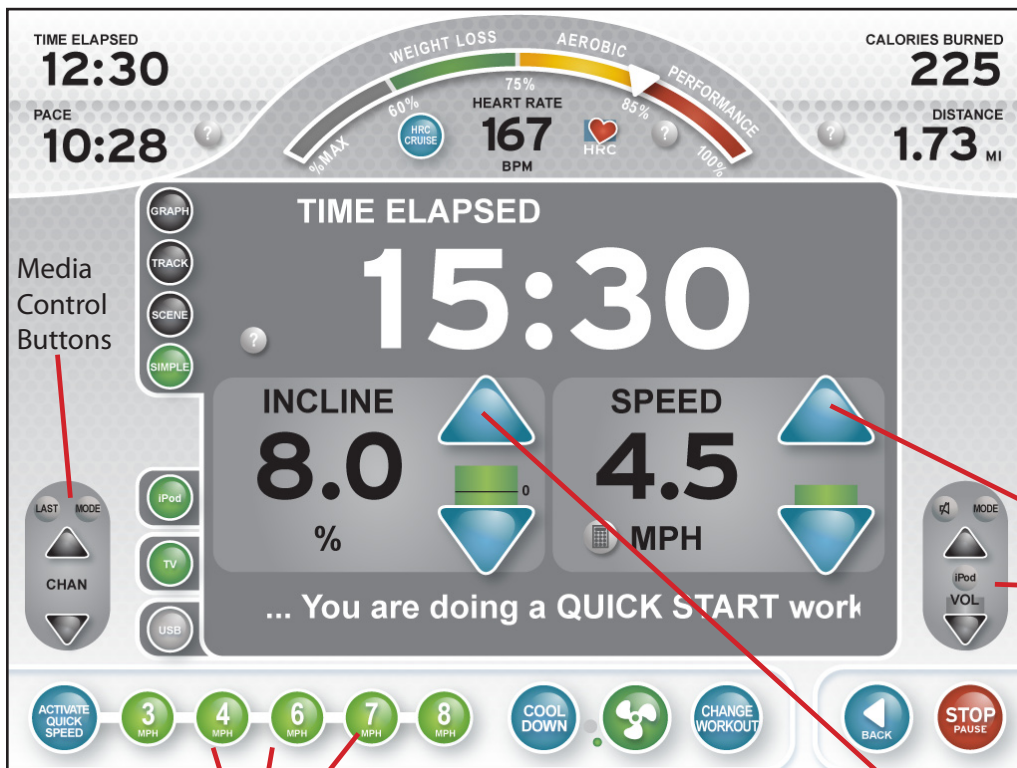 TIME ELAPSED
12:30
PACE
10:28
?
WEIGHT LOSS
AEROBIC
PERFORMANCE
%MAX
60%
75%
85%
100%
HRC
CRUISE
HEART RATE
167
BPM
HRC
?
CALORIES BURNED
225
?
DISTANCE
1.73 MI
Media
Control
Buttons
GRAPH
TRACK
SCENE
SIMPLE
iPod
TV
USB
TIME ELAPSED
15:30
?
INCLINE
8.0
%
0
SPEED
4.5
MPH
... You are doing a QUICK START work
LAST MODE
CHAN
MODE
iPod
VOL
ACTIVATE
QUICK
SPEED
3
MPH
4
MPH
6
MPH
7
MPH
8
MPH
COOL
DOWN
CHANGE
WORKOUT
BACK
STOP
PAUSE